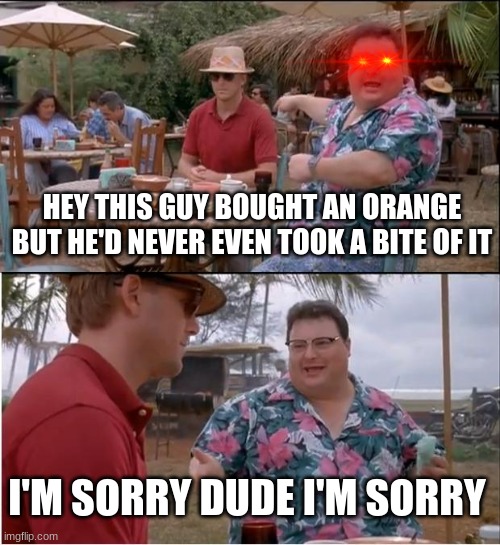 HEY THIS GUY BOUGHT AN ORANGE
BUT HE'D NEVER EVEN TOOK A BITE OF IT
I'M SORRY DUDE I'M SORRY
imgflip.com